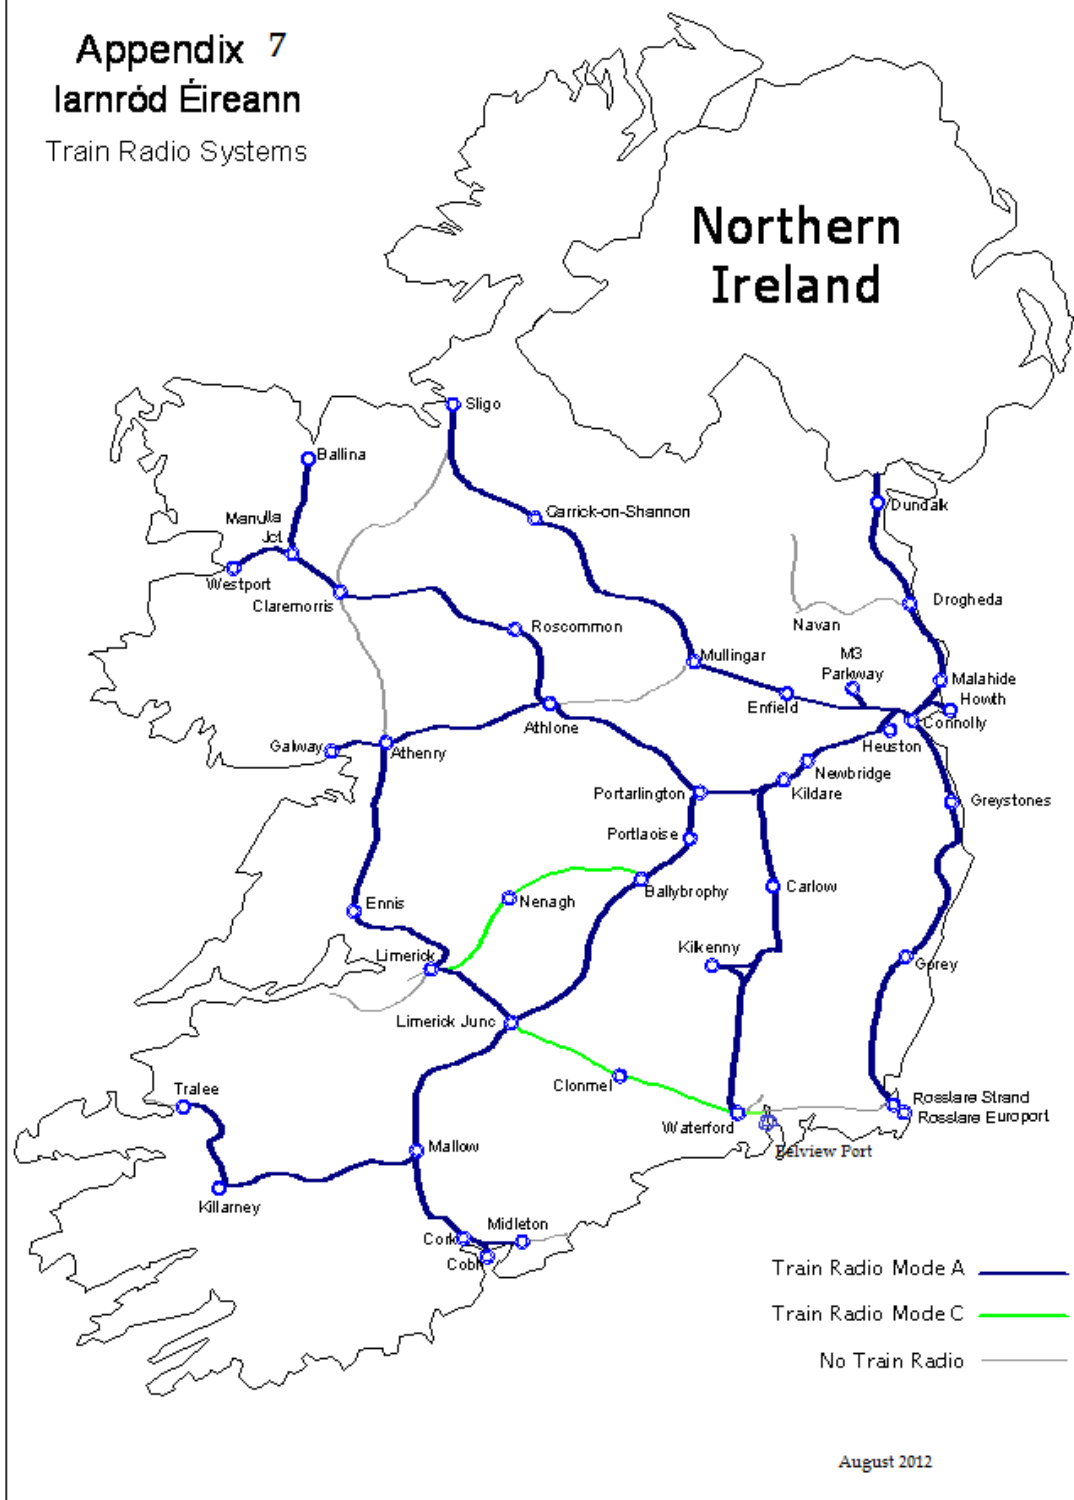 Appendix 7
Iarnród Éireann
Train Radio Systems
Northern
Ireland
Sligo
Ballina
Carrick-on-Shannon
Dundalk
Manulla
Jct
Westport
Claremorris
Roscommon
Drogheda
Navan
Mullingar
M3
Parkway
Malahide
Howth
Enfield
Connolly
Athlone
Heuston
Galway
Athenry
Newbridge
Kildare
Portarlington
Greystones
Portlaoise
Ballybrophy
Carlow
Nenagh
Ennis
Kilkenny
Limerick
Gorey
Limerick Junc
Clonmel
Tralee
Rosslare Strand
Rosslare Europort
Waterford
Belview Port
Mallow
Killarney
Midleton
Cork
Cobh
Train Radio Mode A
Train Radio Mode C
No Train Radio
August 2012